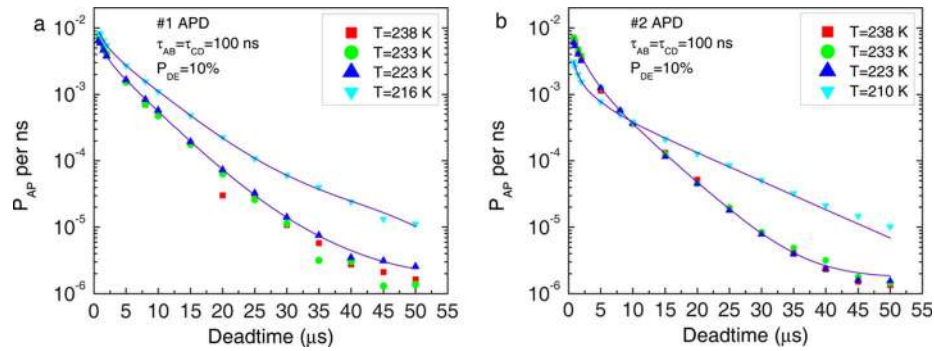 a
#1 APD
τAB=τCD=100 ns
PDE=10%
T=238 K
T=233 K
T=223 K
T=216 K
10-2
10-3
10-4
10-5
10-6
PAP per ns
0 5 10 15 20 25 30 35 40 45 50 55
Deadtime (μs)
b
#2 APD
τAB=τCD=100 ns
PDE=10%
T=238 K
T=233 K
T=223 K
T=210 K
10-2
10-3
10-4
10-5
10-6
PAP per ns
0 5 10 15 20 25 30 35 40 45 50 55
Deadtime (μs)